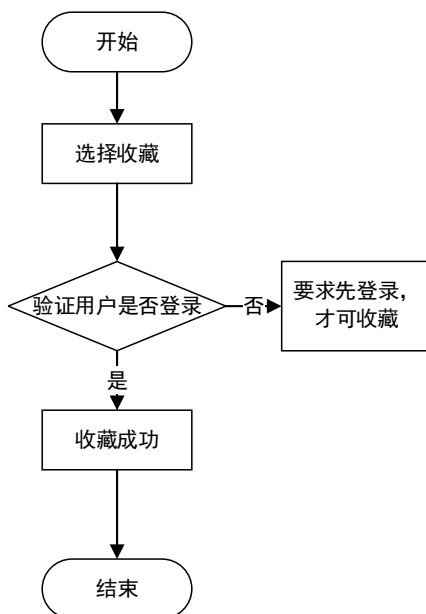 开始
选择收藏
验证用户是否登录
否
要求先登录，
才可收藏
是
收藏成功
结束